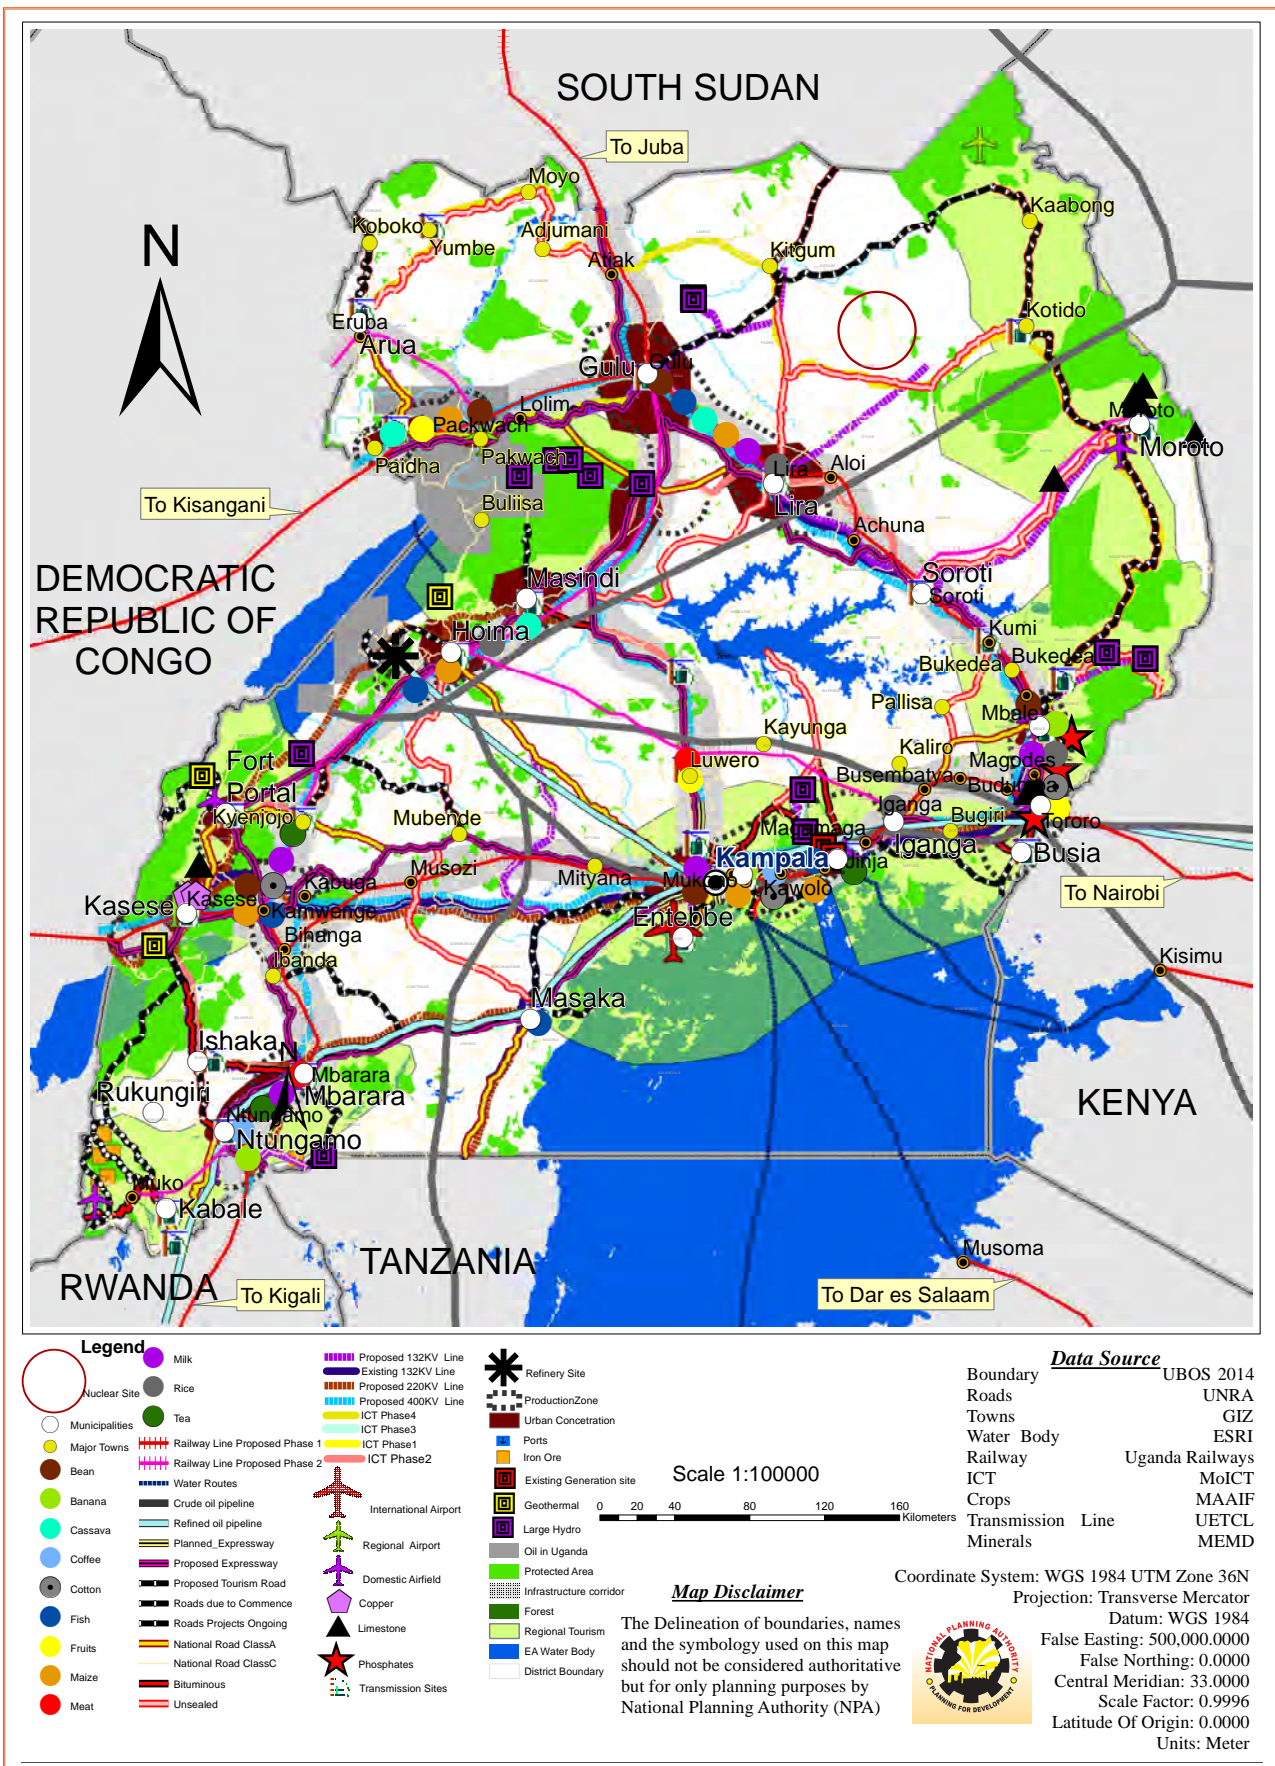 SOUTH SUDAN
To Juba
Moyo
Koboko
Yumbe
Adjumani
Atiak
Kitgum
Kaabong
N
Kotido
Eruba
Arua
Gulu
Gulu
Lolim
Packwach
Pakwach
Paidha
Moroto
Moroto
Lira
Lira
Aloi
To Kisangani
Buliisa
Achuna
DEMOCRATIC
REPUBLIC OF
CONGO
Masindi
Soroti
Soroti
Hoima
Kumi
Bukedea
Bukedea
Pallisa
Mbale
Kayunga
Kaliro
Magodes
Fort
Portal
Luwero
Busembatya
Iganga
Iganga
Bugiri
Tororo
Kyenjojo
Mubende
Magamaga
Busia
Kampala
Jinja
Musozi
Mityana
Kawolo
To Nairobi
Kabuga
Kasese
Kasese
Kamwenge
Entebbe
Bihanga
Ibanda
Kisimu
Masaka
Ishaka
N
Mbarara
Mbarara
Rukungiri
Ntungamo
Ntungamo
KENYA
Muko
Kabale
TANZANIA
Musoma
RWANDA
To Kigali
To Dar es Salaam
Legend
Nuclear Site
Municipalities
Major Towns
Bean
Banana
Cassava
Coffee
Cotton
Fish
Fruits
Maize
Meat
Milk
Rice
Tea
Railway Line Proposed Phase 1
Railway Line Proposed Phase 2
Water Routes
Crude oil pipeline
Refined oil pipeline
Planned_Expressway
Proposed Expressway
Proposed Tourism Road
Roads due to Commence
Roads Projects Ongoing
National Road ClassA
National Road ClassC
Bituminous
Unsealed
Proposed 132KV Line
Existing 132KV Line
Proposed 220KV Line
Proposed 400KV Line
ICT Phase4
ICT Phase3
ICT Phase1
ICT Phase2
International Airport
Regional Airport
Domestic Airfield
Copper
Limestone
Phosphates
Transmission Sites
Refinery Site
ProductionZone
Urban Concetration
Ports
Iron Ore
Existing Generation site
Geothermal
Large Hydro
Oil in Uganda
Protected Area
Infrastructure corridor
Forest
Regional Tourism
EA Water Body
District Boundary
Scale 1:100000
0 20 40 80 120 160
Kilometers
Map Disclaimer
The Delineation of boundaries, names
and the symbology used on this map
should not be considered authoritative
but for only planning purposes by
National Planning Authority (NPA)
Data Source
Boundary UBOS 2014
Roads UNRA
Towns GIZ
Water Body ESRI
Railway Uganda Railways
ICT MoICT
Crops MAAIF
Transmission Line UETCL
Minerals MEMD
Coordinate System: WGS 1984 UTM Zone 36N
Projection: Transverse Mercator
Datum: WGS 1984
False Easting: 500,000.0000
False Northing: 0.0000
Central Meridian: 33.0000
Scale Factor: 0.9996
Latitude Of Origin: 0.0000
Units: Meter
NATIONAL PLANNING AUTHORITY
PLANNING FOR DEVELOPMENT